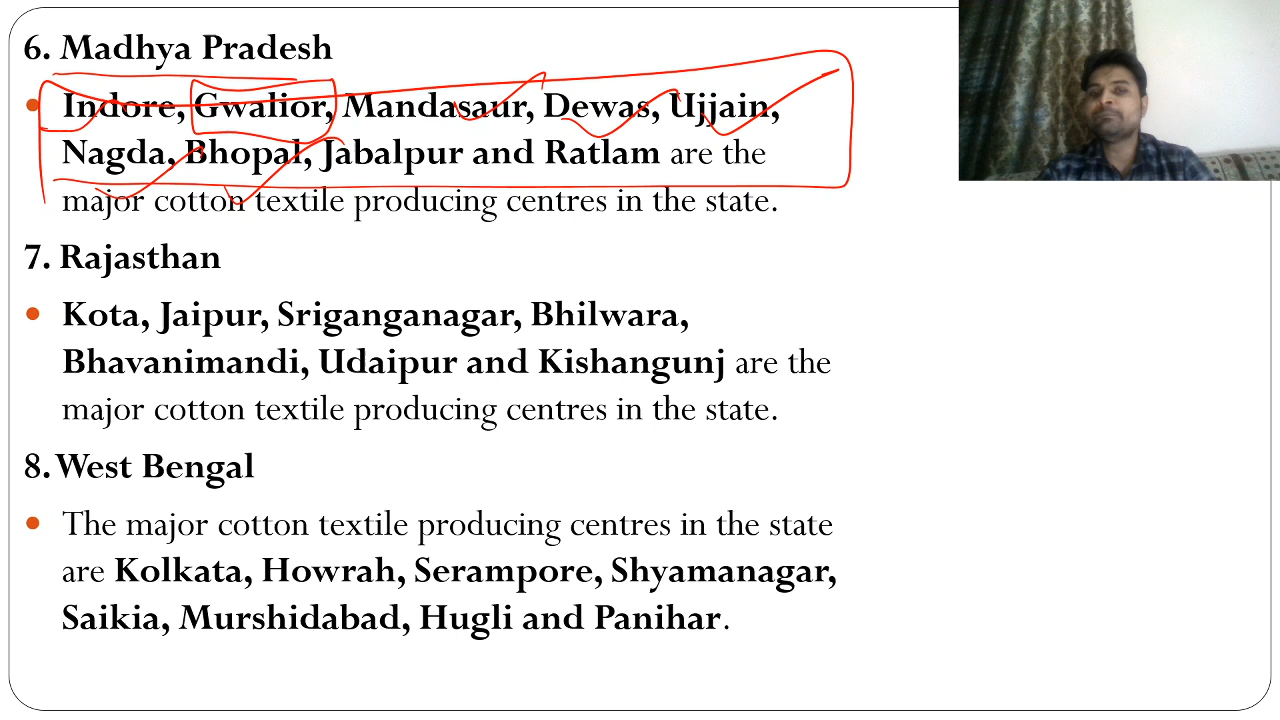 6. Madhya Pradesh
• Indore, Gwalior, Mandasaur, Dewas, Ujjain,
Nagda, Bhopal, Jabalpur and Ratlam are the
major cotton textile producing centres in the state.
7. Rajasthan
• Kota, Jaipur, Sriganganagar, Bhilwara,
Bhavanimandi, Udaipur and Kishangunj are the
major cotton textile producing centres in the state.
8. West Bengal
• The major cotton textile producing centres in the state
are Kolkata, Howrah, Serampore, Shyamanagar,
Saikia, Murshidabad, Hugli and Panihar.